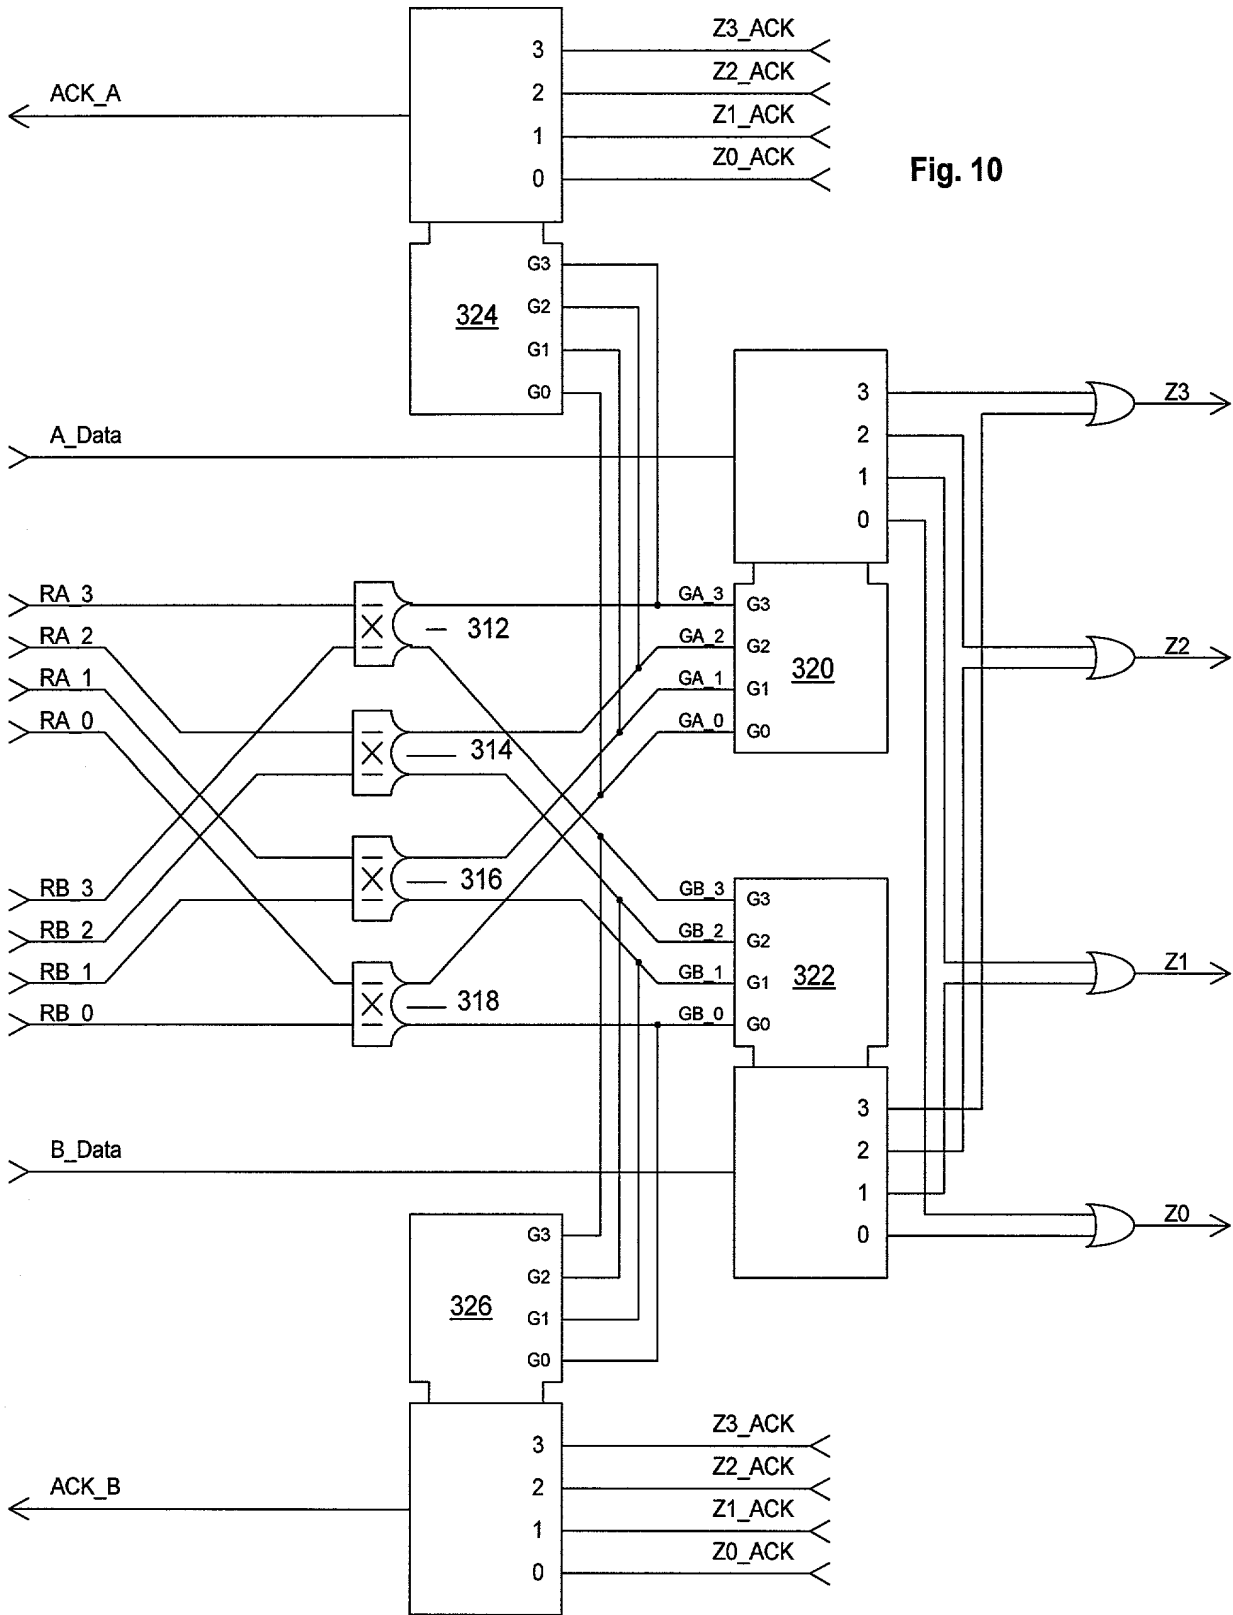 Z3_ACK
3
Z2_ACK
ACK_A
2
Z1_ACK
1
Z0_ACK
0
Fig. 10
G3
324
G2
G1
G0
A_Data
3
2
1
0
Z3
RA_3
RA_2
RA_1
RA_0
312
314
316
318
GA_3
GA_2
GA_1
GA_0
G3
G2
G1
G0
320
Z2
RB_3
RB_2
RB_1
RB_0
GB_3
GB_2
GB_1
GB_0
G3
G2
G1
G0
322
Z1
B_Data
3
2
1
0
Z0
G3
G2
326
G1
G0
Z3_ACK
3
Z2_ACK
ACK_B
2
Z1_ACK
1
Z0_ACK
0